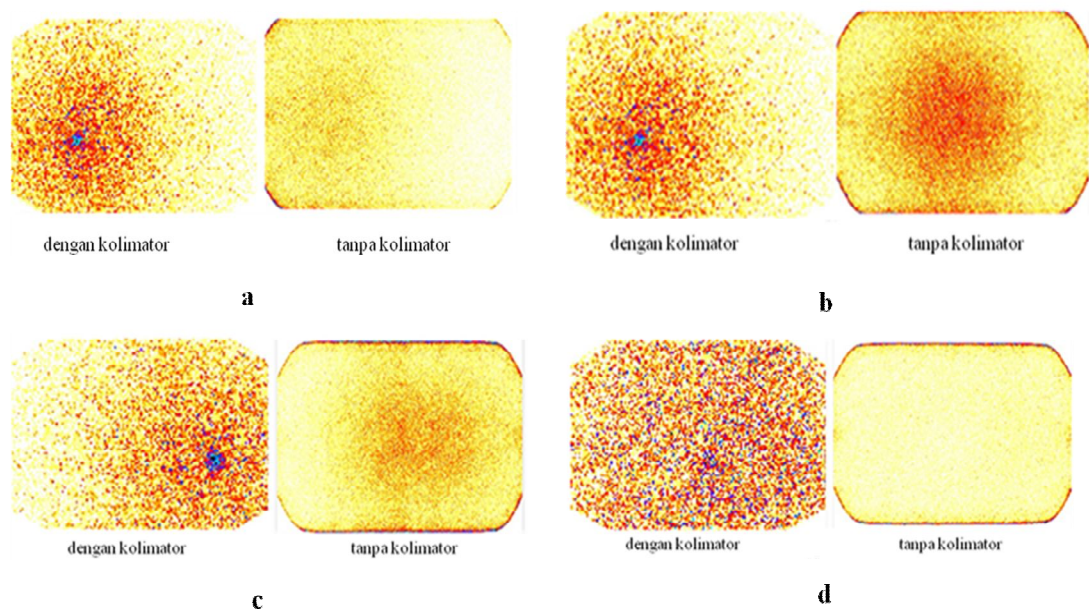 dengan kolimator
tanpa kolimator
a
dengan kolimator
tanpa kolimator
b
dengan kolimator
tanpa kolimator
c
dengan kolimator
tanpa kolimator
d